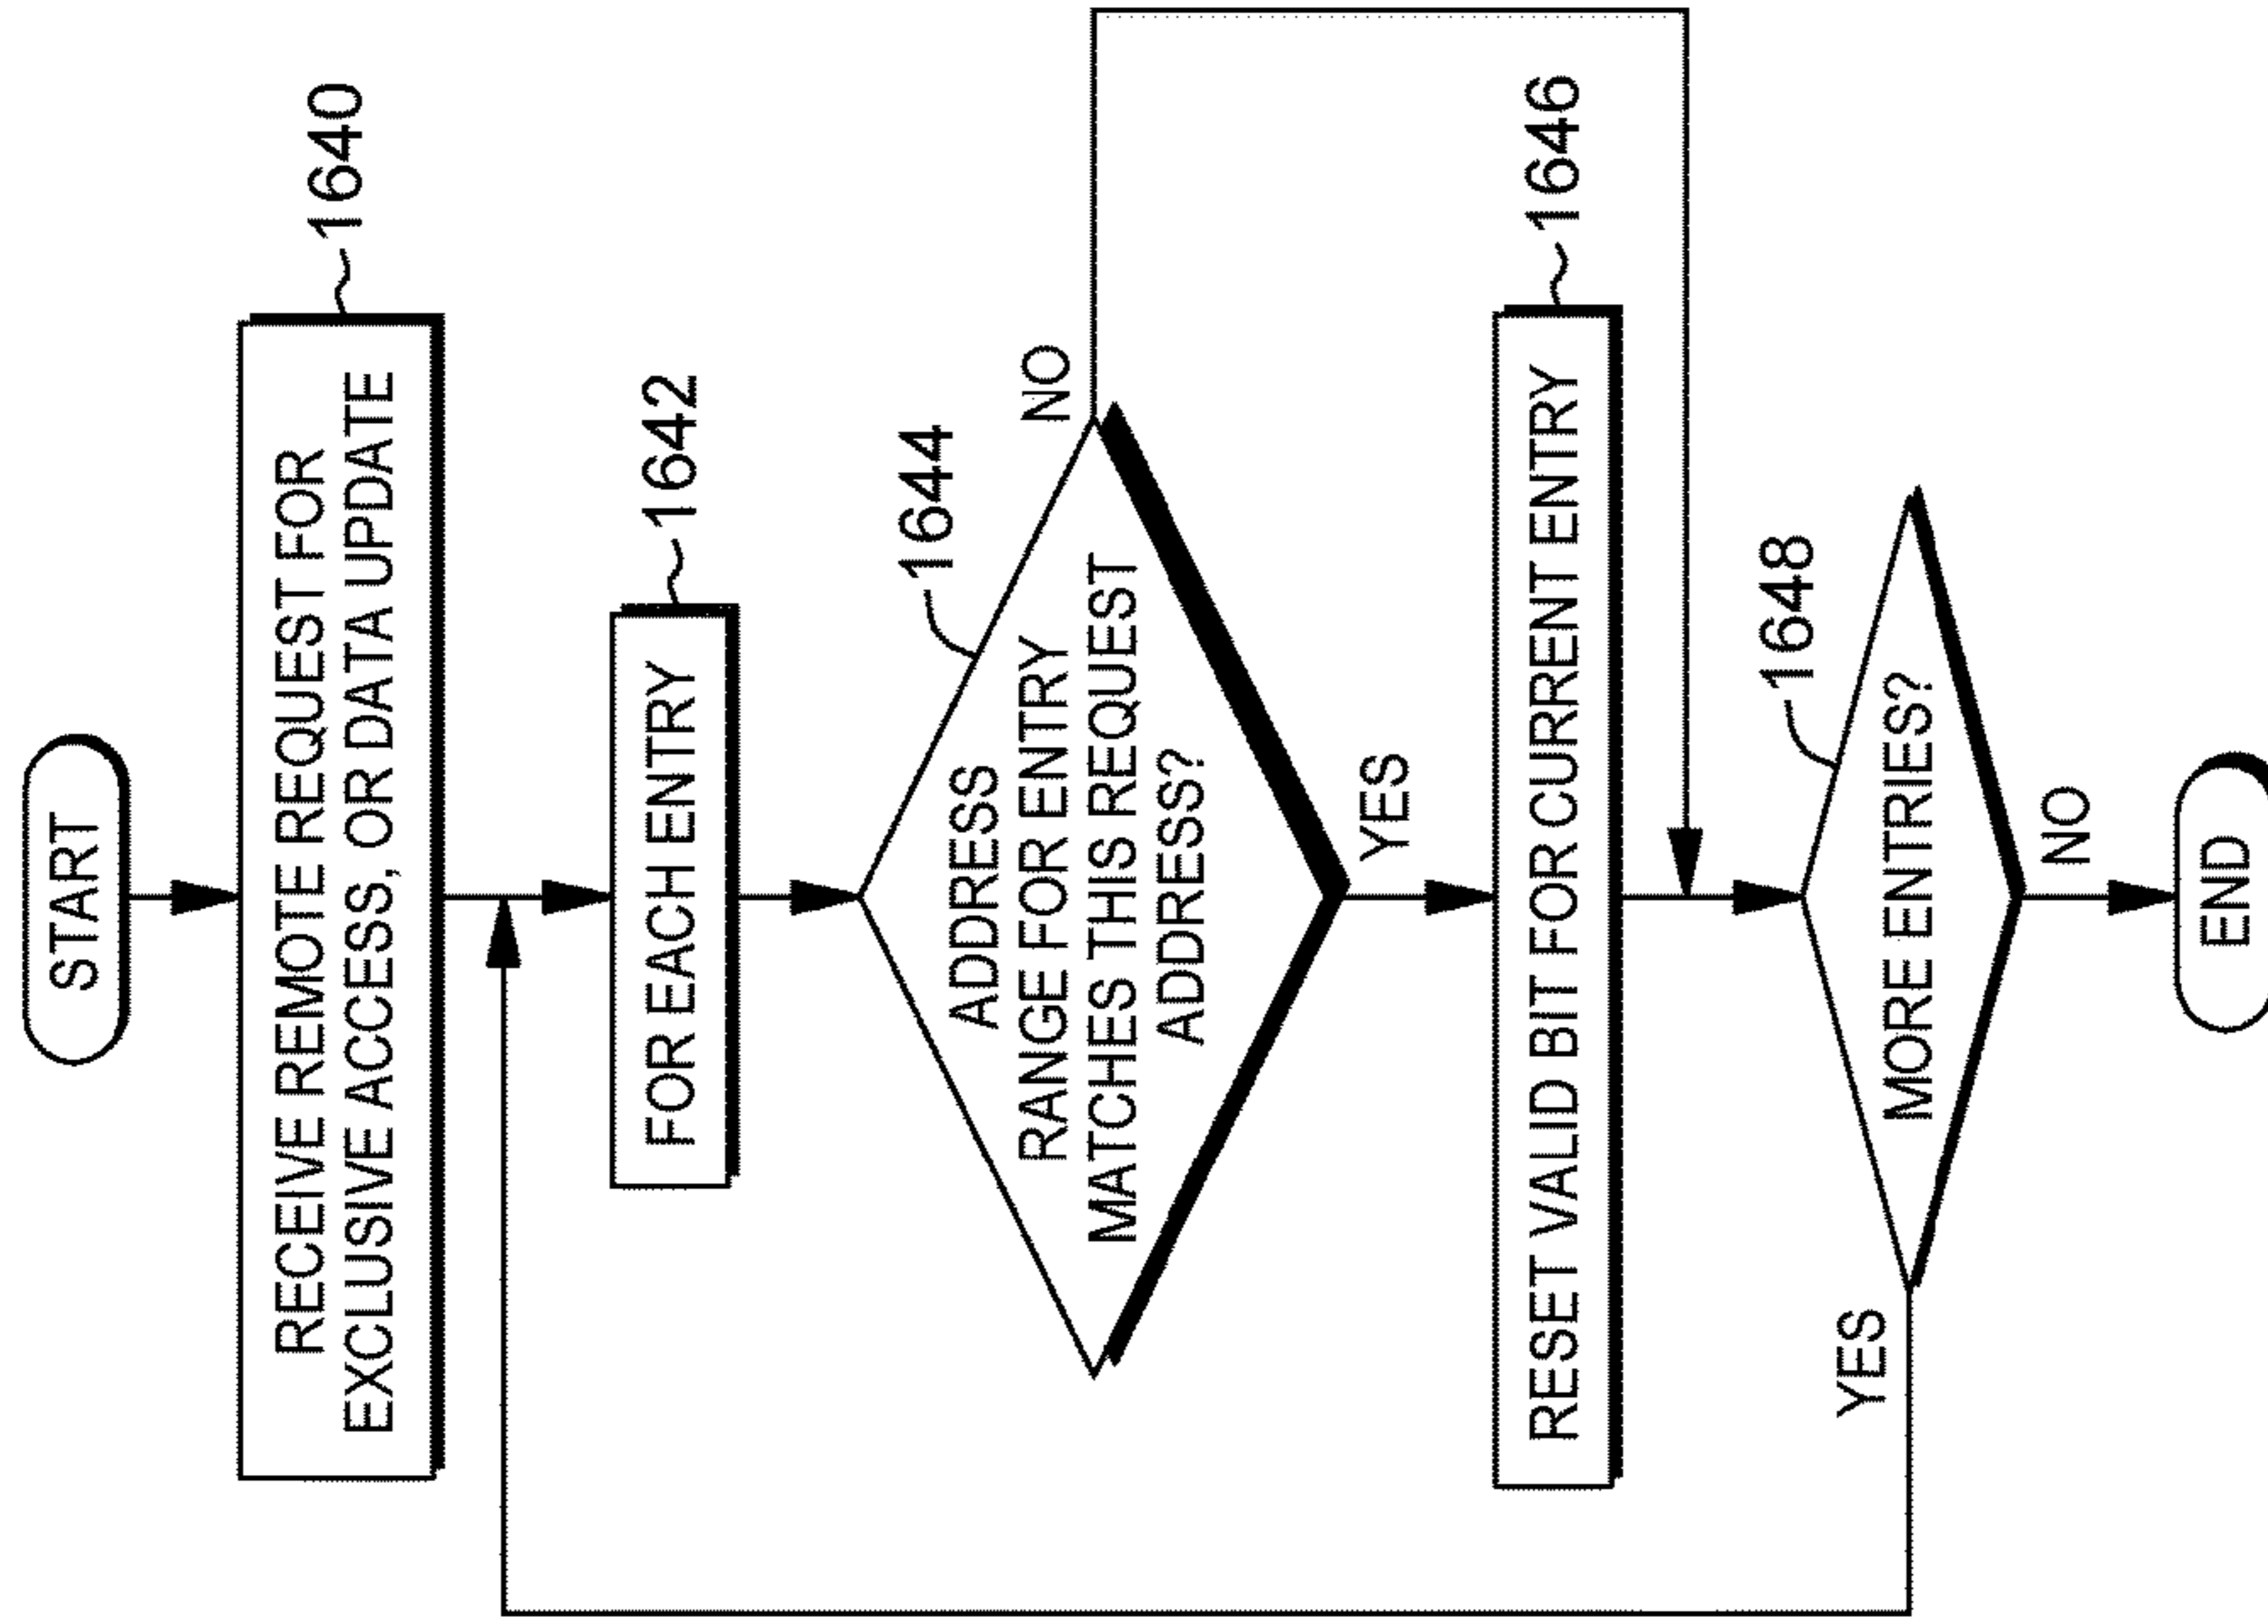 START
RECEIVE REMOTE REQUEST FOR
EXCLUSIVE ACCESS, OR DATA UPDATE
1640
FOR EACH ENTRY
1642
ADDRESS
RANGE FOR ENTRY
MATCHES THIS REQUEST
ADDRESS?
1644
NO
YES
RESET VALID BIT FOR CURRENT ENTRY
1646
MORE ENTRIES?
1648
YES
NO
END